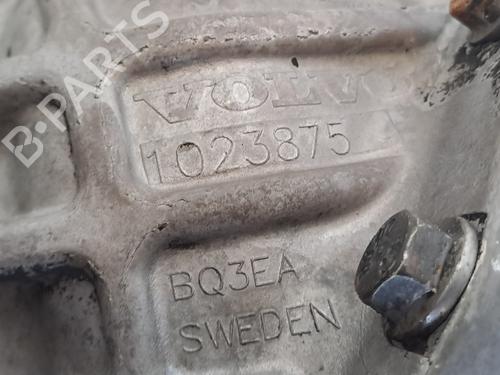 B-PARTS
VOLVO
1023875
BQ3EA
SWEDEN